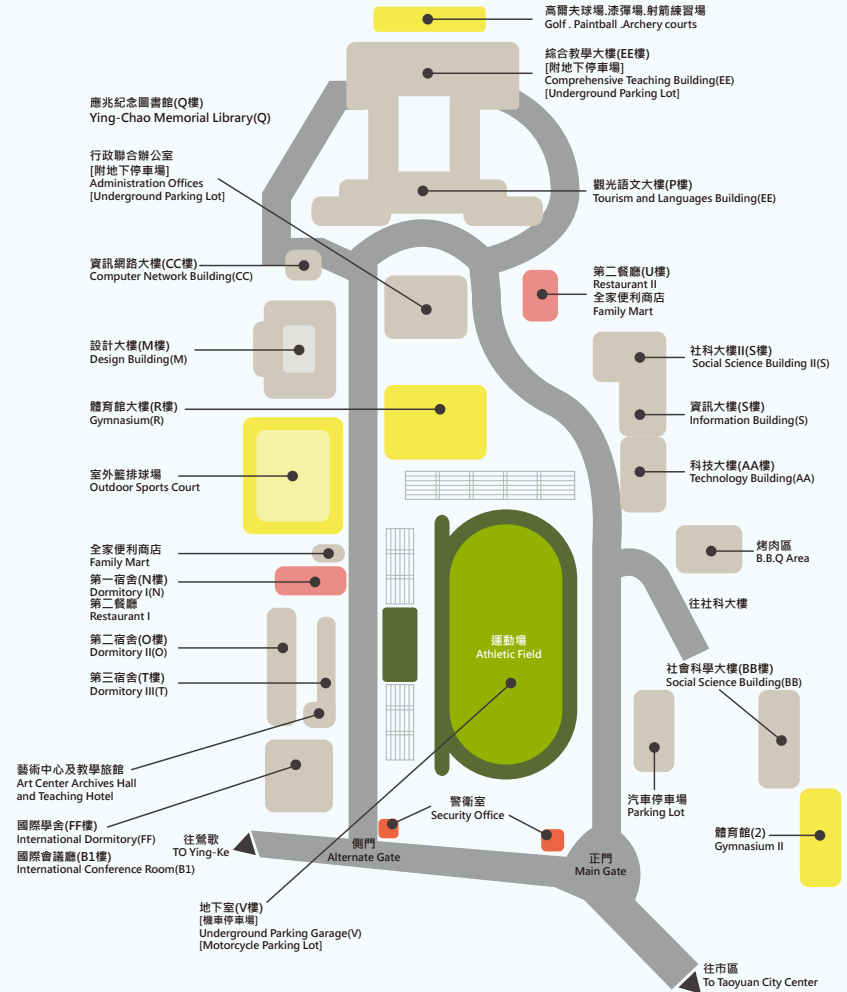 高爾夫球場.漆彈場.射箭練習場
Golf . Paintball .Archery courts
綜合教學大樓(EE樓)
[附地下停車場]
Comprehensive Teaching Building(EE)
[Underground Parking Lot]
應兆紀念圖書館(Q樓)
Ying-Chao Memorial Library(Q)
行政聯合辦公室
[附地下停車場]
Administration Offices
[Underground Parking Lot]
觀光語文大樓(P樓)
Tourism and Languages Building(EE)
資訊網路大樓(CC樓)
Computer Network Building(CC)
第二餐廳(U樓)
Restaurant II
全家便利商店
Family Mart
設計大樓(M樓)
Design Building(M)
社科大樓II(S樓)
Social Science Building II(S)
體育館大樓(R樓)
Gymnasium(R)
資訊大樓(S樓)
Information Building(S)
室外籃排球場
Outdoor Sports Court
科技大樓(AA樓)
Technology Building(AA)
全家便利商店
Family Mart
烤肉區
B.B.Q Area
第一宿舍(N樓)
Dormitory I(N)
第二餐廳
Restaurant I
往社科大樓
第二宿舍(O樓)
Dormitory II(O)
運動場
Athletic Field
第三宿舍(T樓)
Dormitory III(T)
社會科學大樓(BB樓)
Social Science Building(BB)
藝術中心及教學旅館
Art Center Archives Hall
and Teaching Hotel
汽車停車場
Parking Lot
警衛室
Security Office
國際學舍(FF樓)
International Dormitory(FF)
國際會議廳(B1樓)
International Conference Room(B1)
往鶯歌
TO Ying-Ke
側門
Alternate Gate
正門
Main Gate
體育館(2)
Gymnasium II
地下室(V樓)
[機車停車場]
Underground Parking Garage(V)
[Motorcycle Parking Lot]
往市區
To Taoyuan City Center